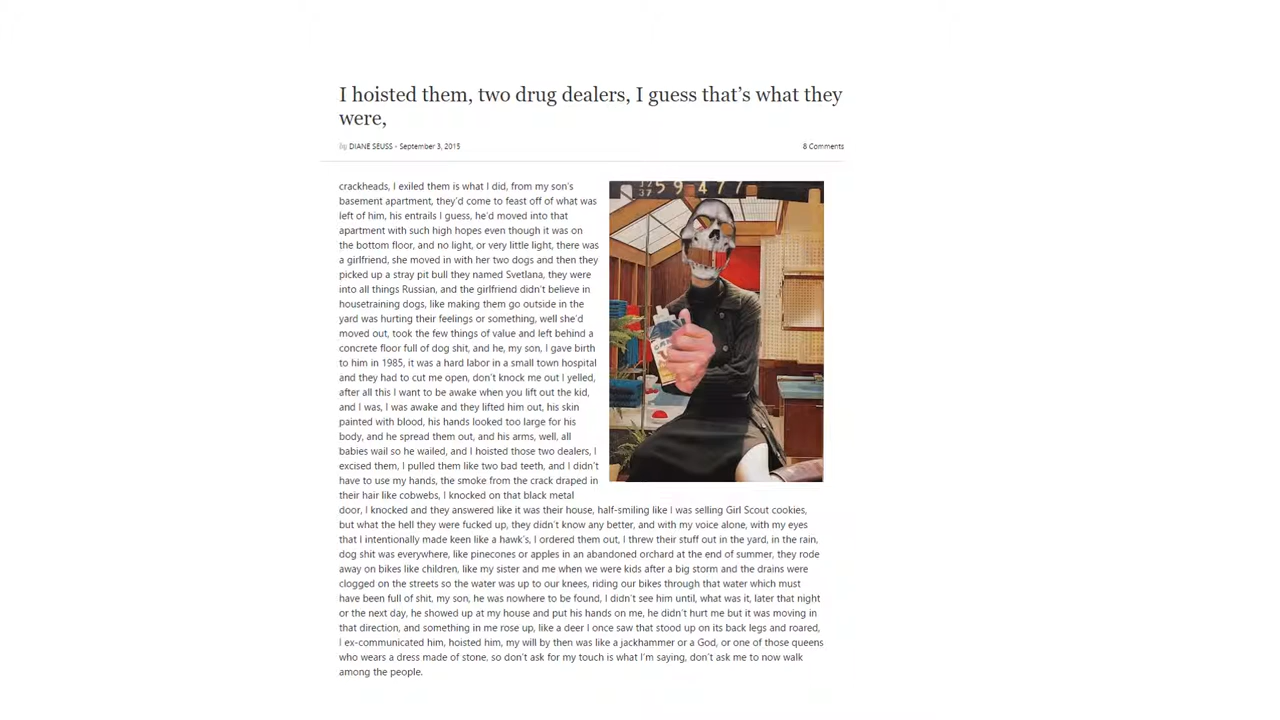 I hoisted them, two drug dealers, I guess that’s what they
were,
by DIANE SEUSS - September 3, 2015
8 Comments
crackheads, I exiled them is what I did, from my son’s
basement apartment, they’d come to feast off of what was
left of him, his entrails I guess, he’d moved into that
apartment with such high hopes even though it was on
the bottom floor, and no light, or very little light, there was
a girlfriend, she moved in with her two dogs and then they
picked up a stray pit bull they named Svetlana, they were
into all things Russian, and the girlfriend didn’t believe in
housetraining dogs, like making them go outside in the
yard was hurting their feelings or something, well she’d
moved out, took the few things of value and left behind a
concrete floor full of dog shit, and he, my son, I gave birth
to him in 1985, it was a hard labor in a small town hospital
and they had to cut me open, don’t knock me out I yelled,
after all this I want to be awake when you lift out the kid,
and I was, I was awake and they lifted him out, his skin
painted with blood, his hands looked too large for his
body, and he spread them out, and his arms, well, all
babies wail so he wailed, and I hoisted those two dealers, I
excised them, I pulled them like two bad teeth, and I didn’t
have to use my hands, the smoke from the crack draped in
their hair like cobwebs, I knocked on that black metal
door, I knocked and they answered like it was their house, half-smiling like I was selling Girl Scout cookies,
but what the hell they were fucked up, they didn’t know any better, and with my voice alone, with my eyes
that I intentionally made keen like a hawk’s, I ordered them out, I threw their stuff out in the yard, in the rain,
dog shit was everywhere, like pinecones or apples in an abandoned orchard at the end of summer, they rode
away on bikes like children, like my sister and me when we were kids after a big storm and the drains were
clogged on the streets so the water was up to our knees, riding our bikes through that water which must
have been full of shit, my son, he was nowhere to be found, I didn’t see him until, what was it, later that night
or the next day, he showed up at my house and put his hands on me, he didn’t hurt me but it was moving in
that direction, and something in me rose up, like a deer I once saw that stood up on its back legs and roared,
I ex-communicated him, hoisted him, my will by then was like a jackhammer or a God, or one of those queens
who wears a dress made of stone, so don’t ask for my touch is what I’m saying, don’t ask me to now walk
among the people.
59-477
37